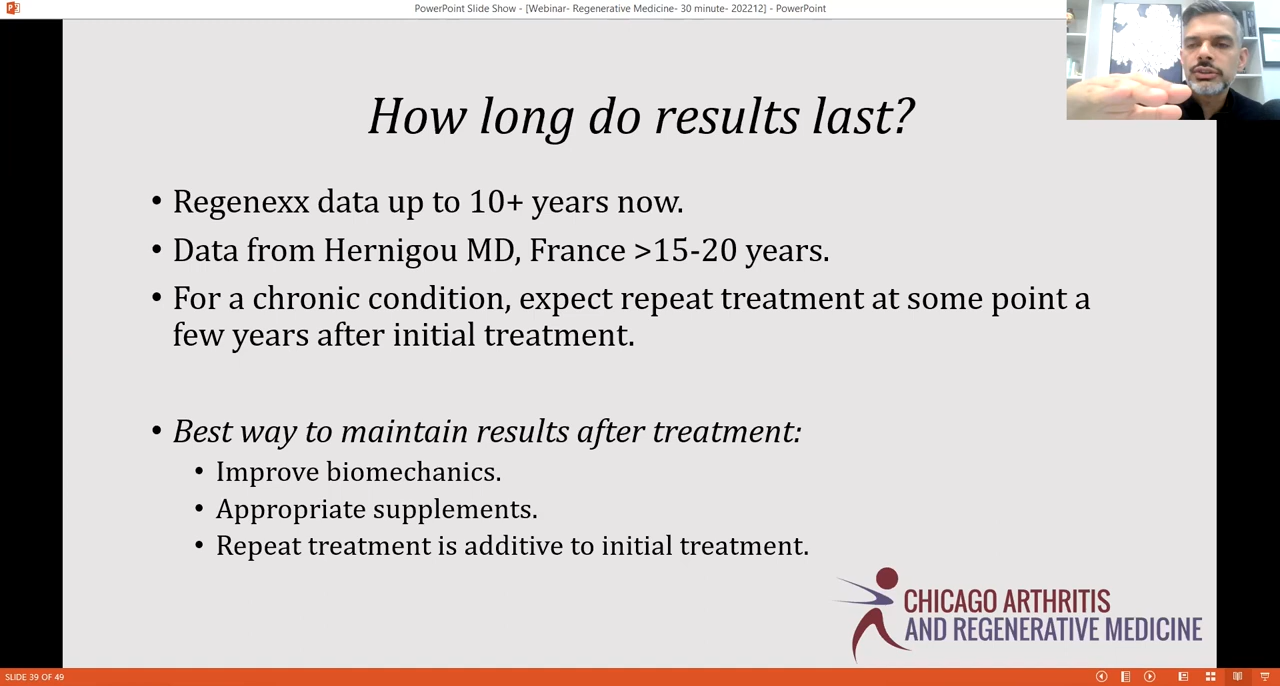 PowerPoint Slide Show - [Webinar- Regenerative Medicine- 30 minute- 202212] - PowerPoint
How long do results last?
• Regenexx data up to 10+ years now.
• Data from Hernigou MD, France >15-20 years.
• For a chronic condition, expect repeat treatment at some point a
few years after initial treatment.
• Best way to maintain results after treatment:
• Improve biomechanics.
• Appropriate supplements.
• Repeat treatment is additive to initial treatment.
CHICAGO ARTHRITIS
AND REGENERATIVE MEDICINE
SLIDE 39 OF 49